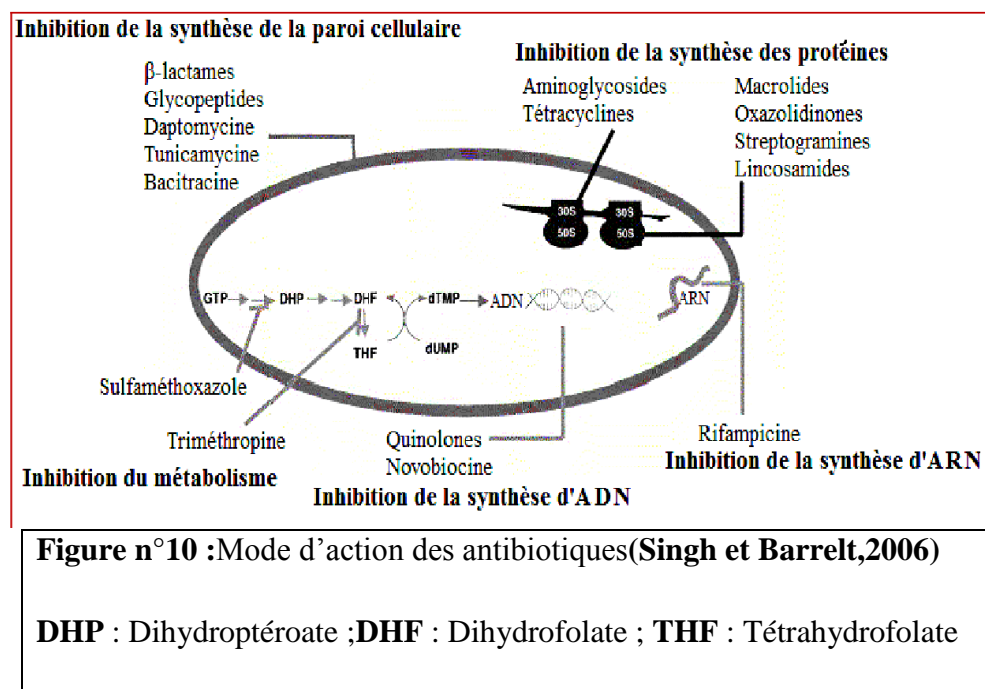 Inhibition de la synthèse de la paroi cellulaire
β-lactames
Glycopeptides
Daptomycine
Tunicamycine
Bacitracine
Inhibition de la synthèse des protéines
Aminoglycosides
Tétracyclines
Macrolides
Oxazolidinones
Streptogramines
Lincosamides
30S 30S
50S 50S
GTP DHP DHF dTMP ADN
ARN
THF dUMP
Sulfaméthoxazole
Triméthropine
Inhibition du métabolisme
Quinolones
Novobiocine
Inhibition de la synthèse d'ADN
Rifampicine
Inhibition de la synthèse d'ARN
Figure n°10 :Mode d’action des antibiotiques(Singh et Barrelt,2006)
DHP : Dihydroptéroate ;DHF : Dihydrofolate ; THF : Tétrahydrofolate